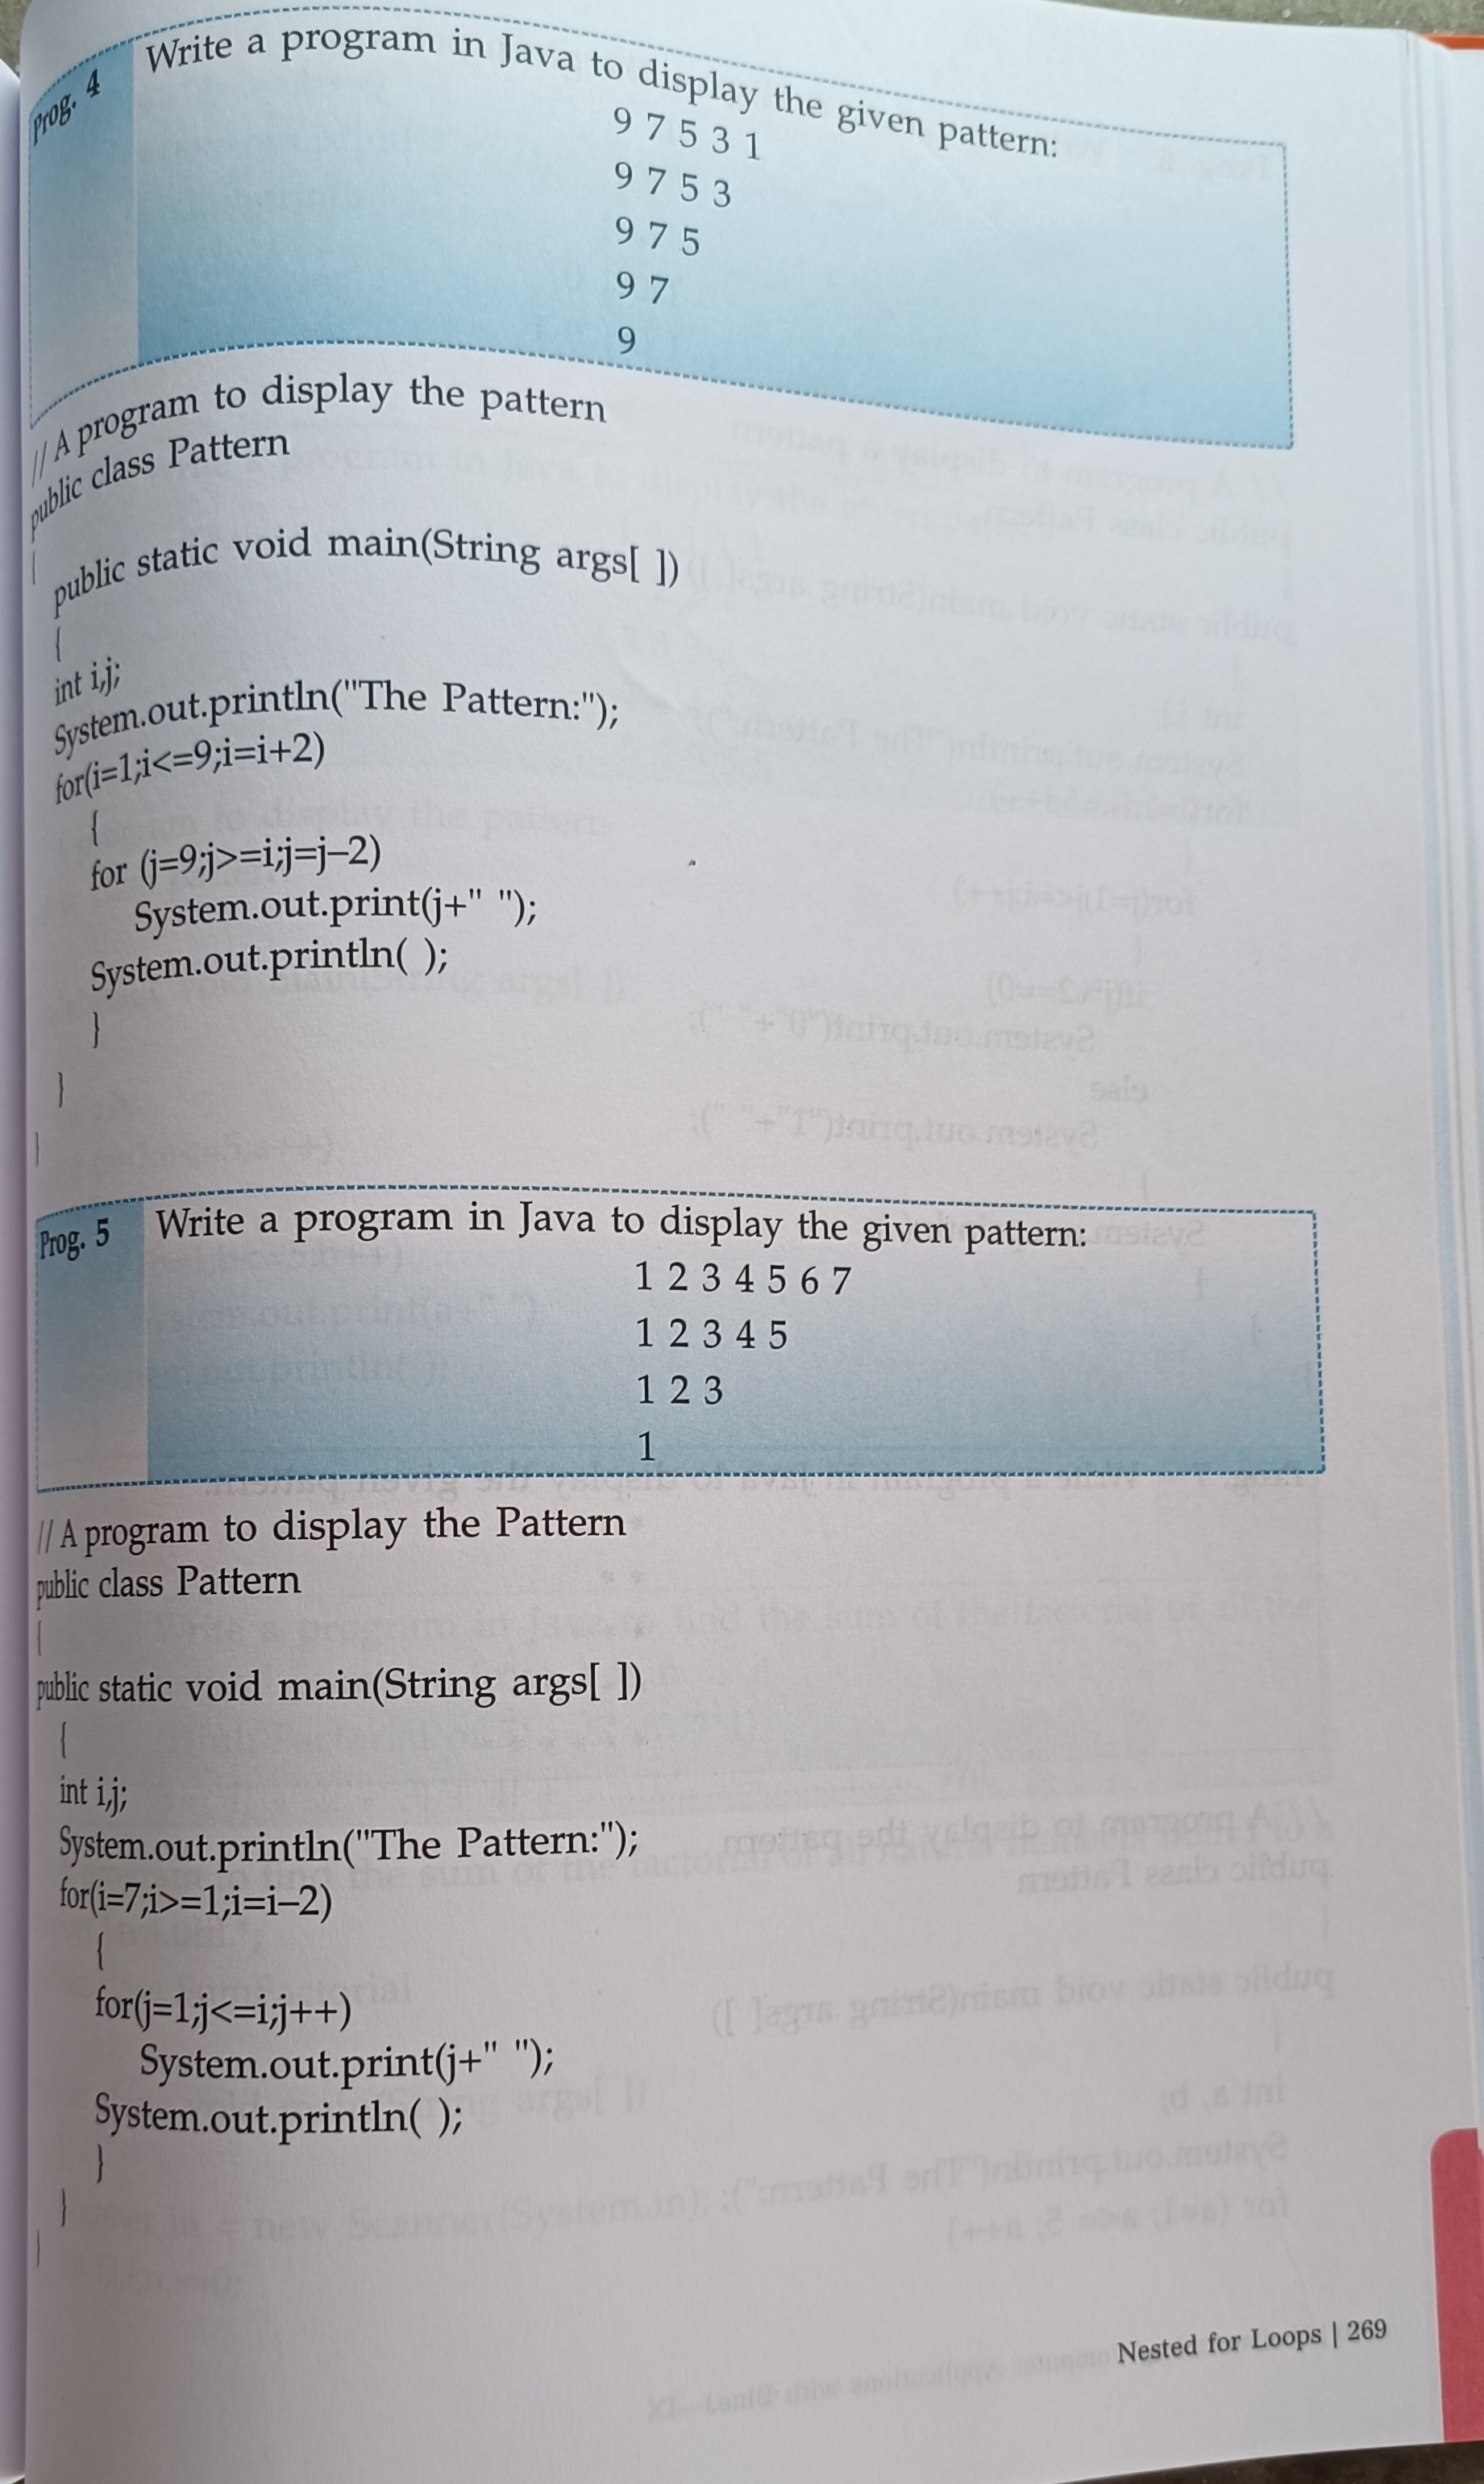 Prog. 4
Write a program in Java to display the given pattern:
9 7 5 3 1
9 7 5 3
9 7 5
9 7
9
// A program to display the pattern
public class Pattern
{
public static void main(String args[ ])
{
int i,j;
System.out.println("The Pattern:");
for(i=1;i<=9;i=i+2)
{
for (j=9;j>=i;j=j–2)
System.out.print(j+" ");
System.out.println( );
}
}
}
Prog. 5
Write a program in Java to display the given pattern:
1 2 3 4 5 6 7
1 2 3 4 5
1 2 3
1
// A program to display the Pattern
public class Pattern
{
public static void main(String args[ ])
{
int i,j;
System.out.println("The Pattern:");
for(i=7;i>=1;i=i–2)
{
for(j=1;j<=i;j++)
System.out.print(j+" ");
System.out.println( );
}
}
}
Nested for Loops | 269